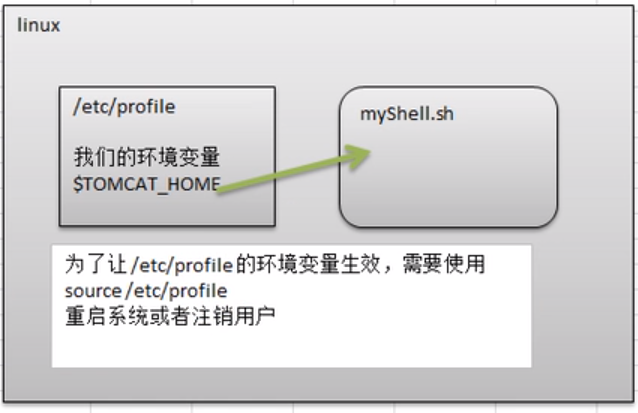 linux
/etc/profile
myShell.sh
我们的环境变量
$TOMCAT_HOME
为了让/etc/profile的环境变量生效，需要使用
source/etc/profile
重启系统或者注销用户